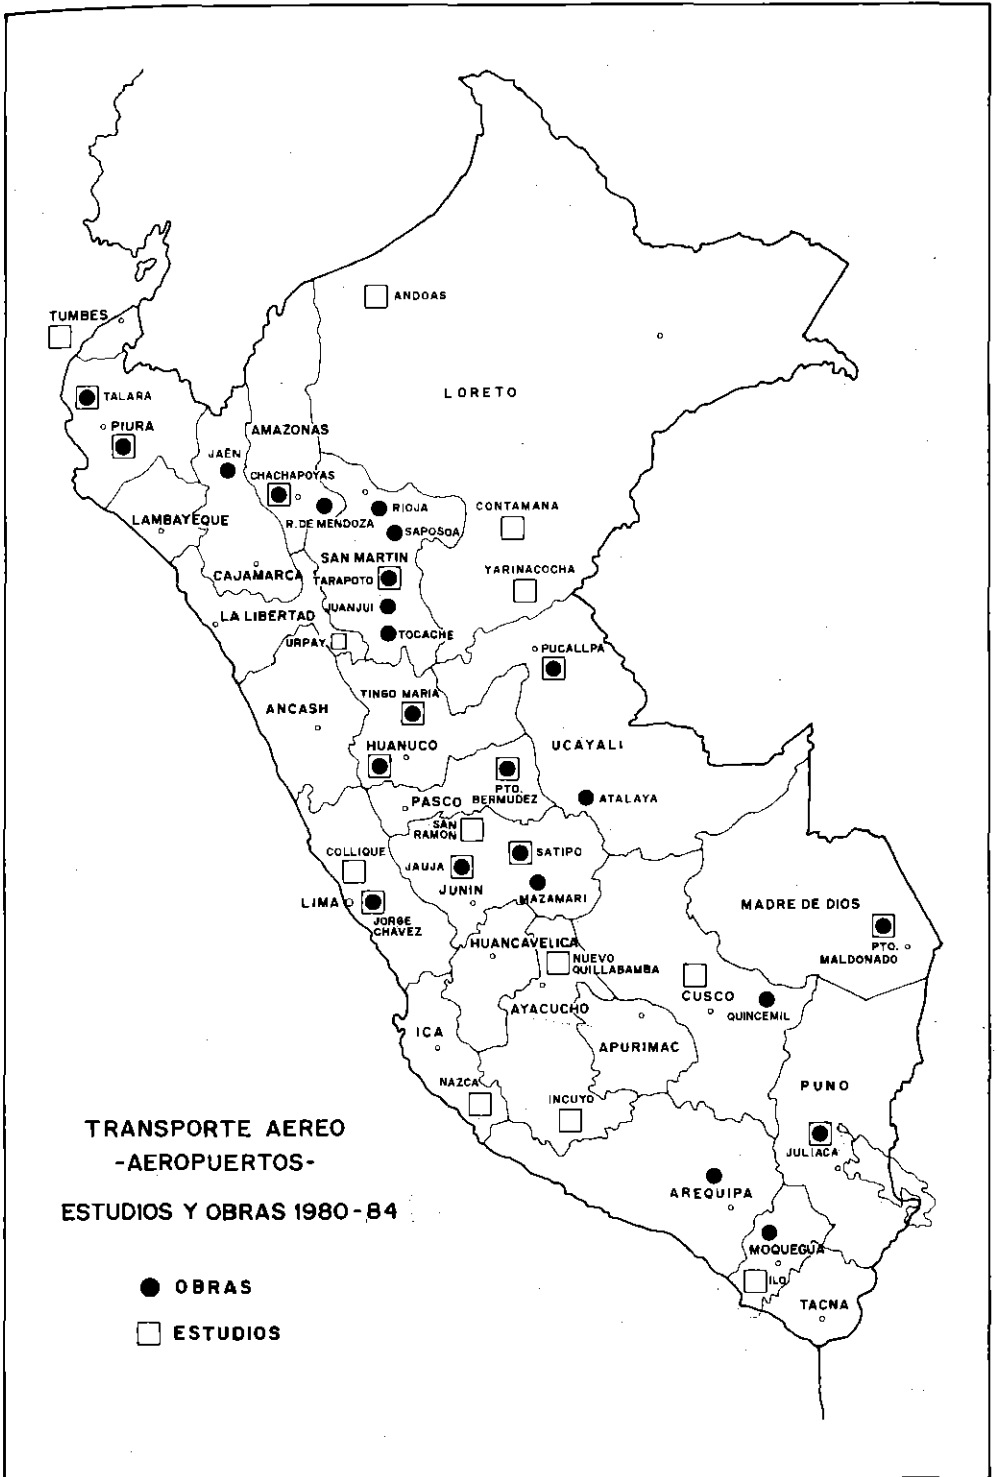 TUMBES
ANDOAS
LORETO
TALARA
PIURA
AMAZONAS
JAÉN
CHACHAPOYAS
R. DE MENDOZA
RIOJA
SAPOSOA
CONTAMANA
LAMBAYEQUE
SAN MARTIN
YARINACOCHA
CAJAMARCA
TARAPOTO
LA LIBERTAD
JUANJUI
URPAY
TOCACHE
PUCALLPA
TINGO MARIA
ANCASH
HUANUCO
UCAYALI
PTO.
BERMUDEZ
ATALAYA
PASCO
SAN
RAMON
COLLIQUE
JAUJA
SATIPO
JUNIN
MAZAMARI
LIMA
JORGE
CHAVEZ
MADRE DE DIOS
PTO.
MALDONADO
HUANCAVELICA
NUEVO
QUILLABAMBA
CUSCO
QUINCEMIL
AYACUCHO
ICA
APURIMAC
NAZCA
INCUYO
PUNO
JULIACA
AREQUIPA
MOQUEGUA
ILO
TACNA
TRANSPORTE AEREO
-AEROPUERTOS-
ESTUDIOS Y OBRAS 1980-84
OBRAS
ESTUDIOS